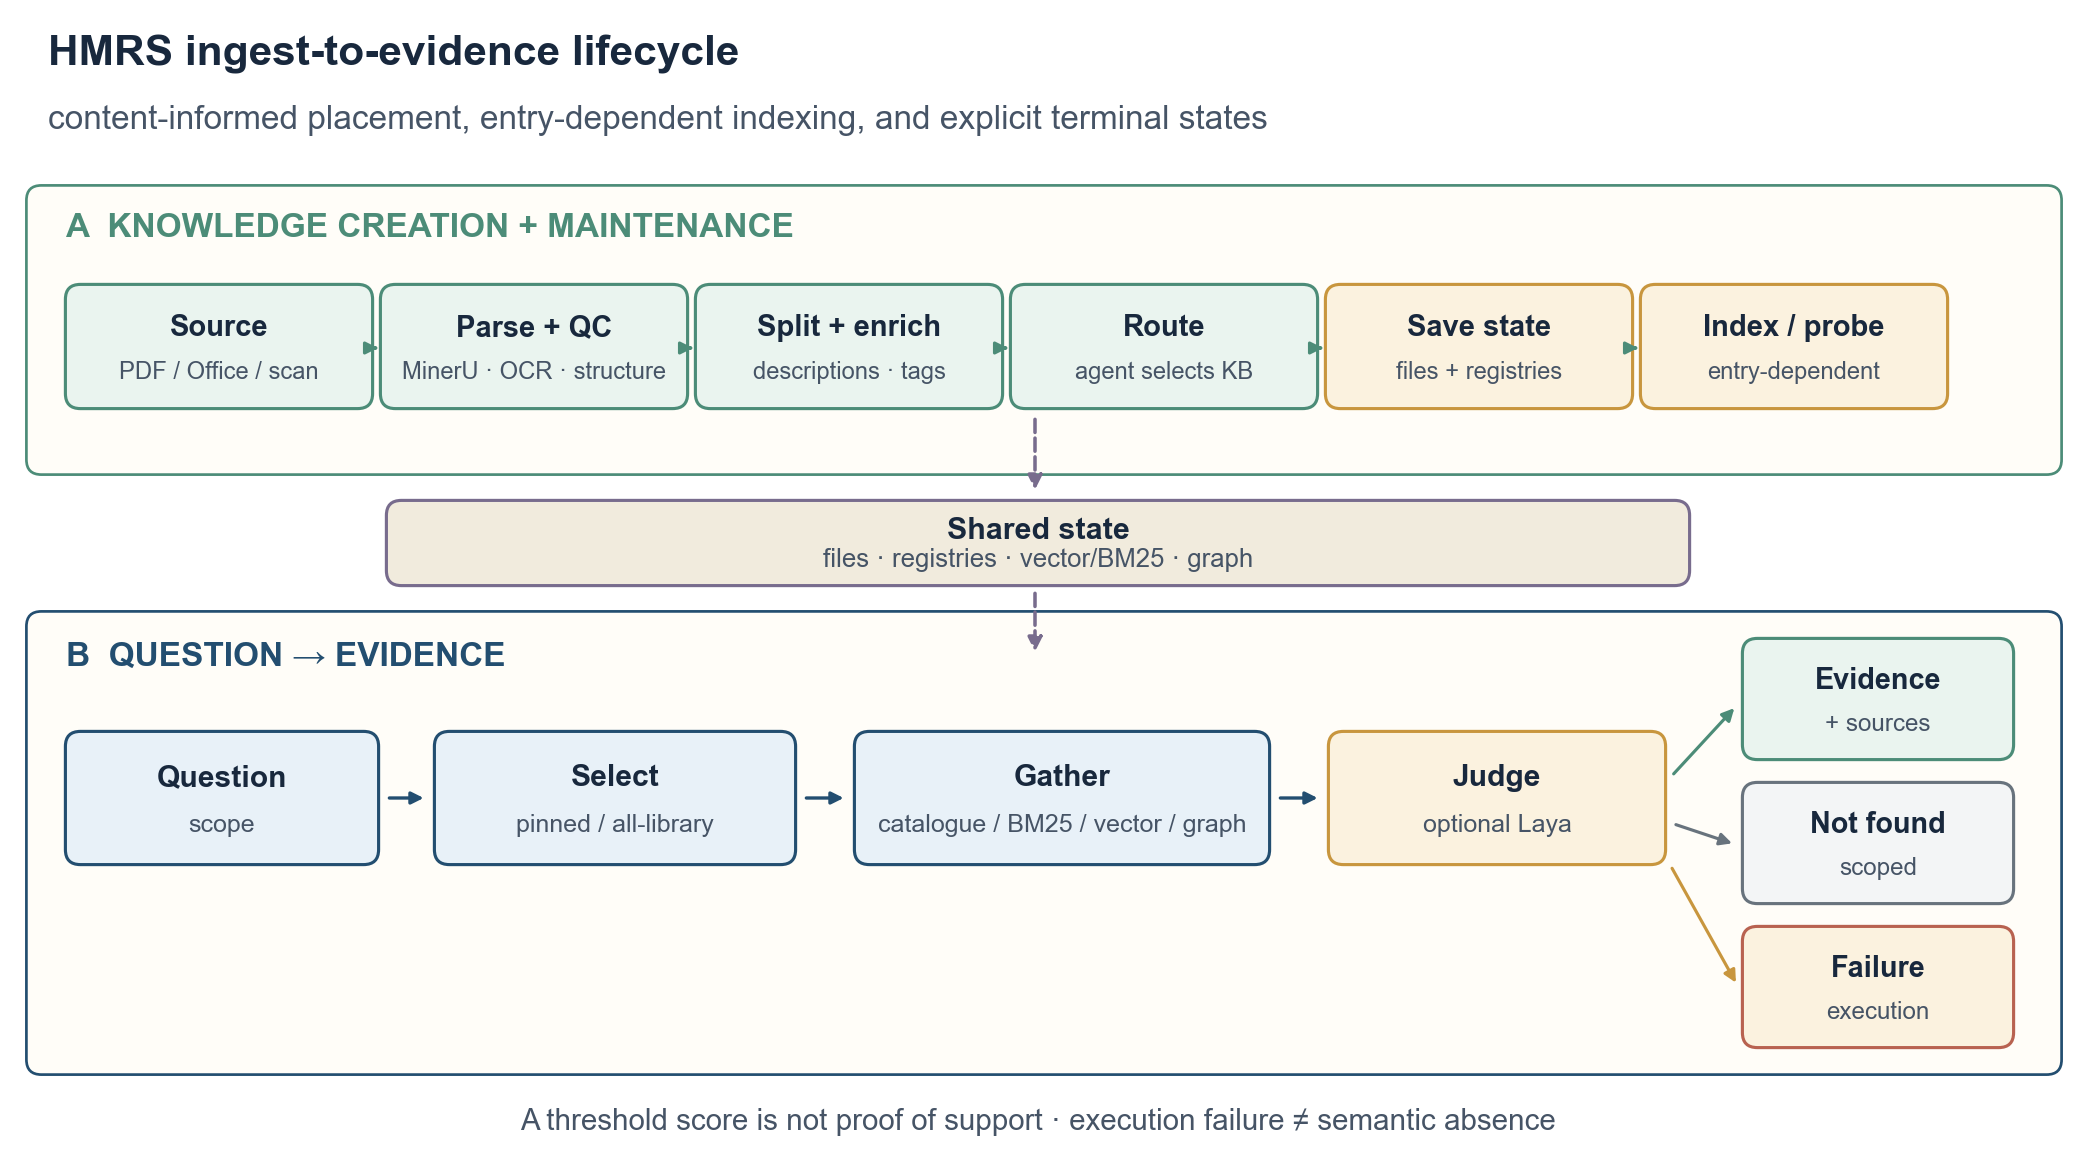 HMRS ingest-to-evidence lifecycle
content-informed placement, entry-dependent indexing, and explicit terminal states
A KNOWLEDGE CREATION + MAINTENANCE
Source
PDF / Office / scan
Parse + QC
MinerU · OCR · structure
Split + enrich
descriptions · tags
Route
agent selects KB
Save state
files + registries
Index / probe
entry-dependent
Shared state
files · registries · vector/BM25 · graph
B QUESTION → EVIDENCE
Question
scope
Select
pinned / all-library
Gather
catalogue / BM25 / vector / graph
Judge
optional Laya
Evidence
+ sources
Not found
scoped
Failure
execution
A threshold score is not proof of support · execution failure ≠ semantic absence